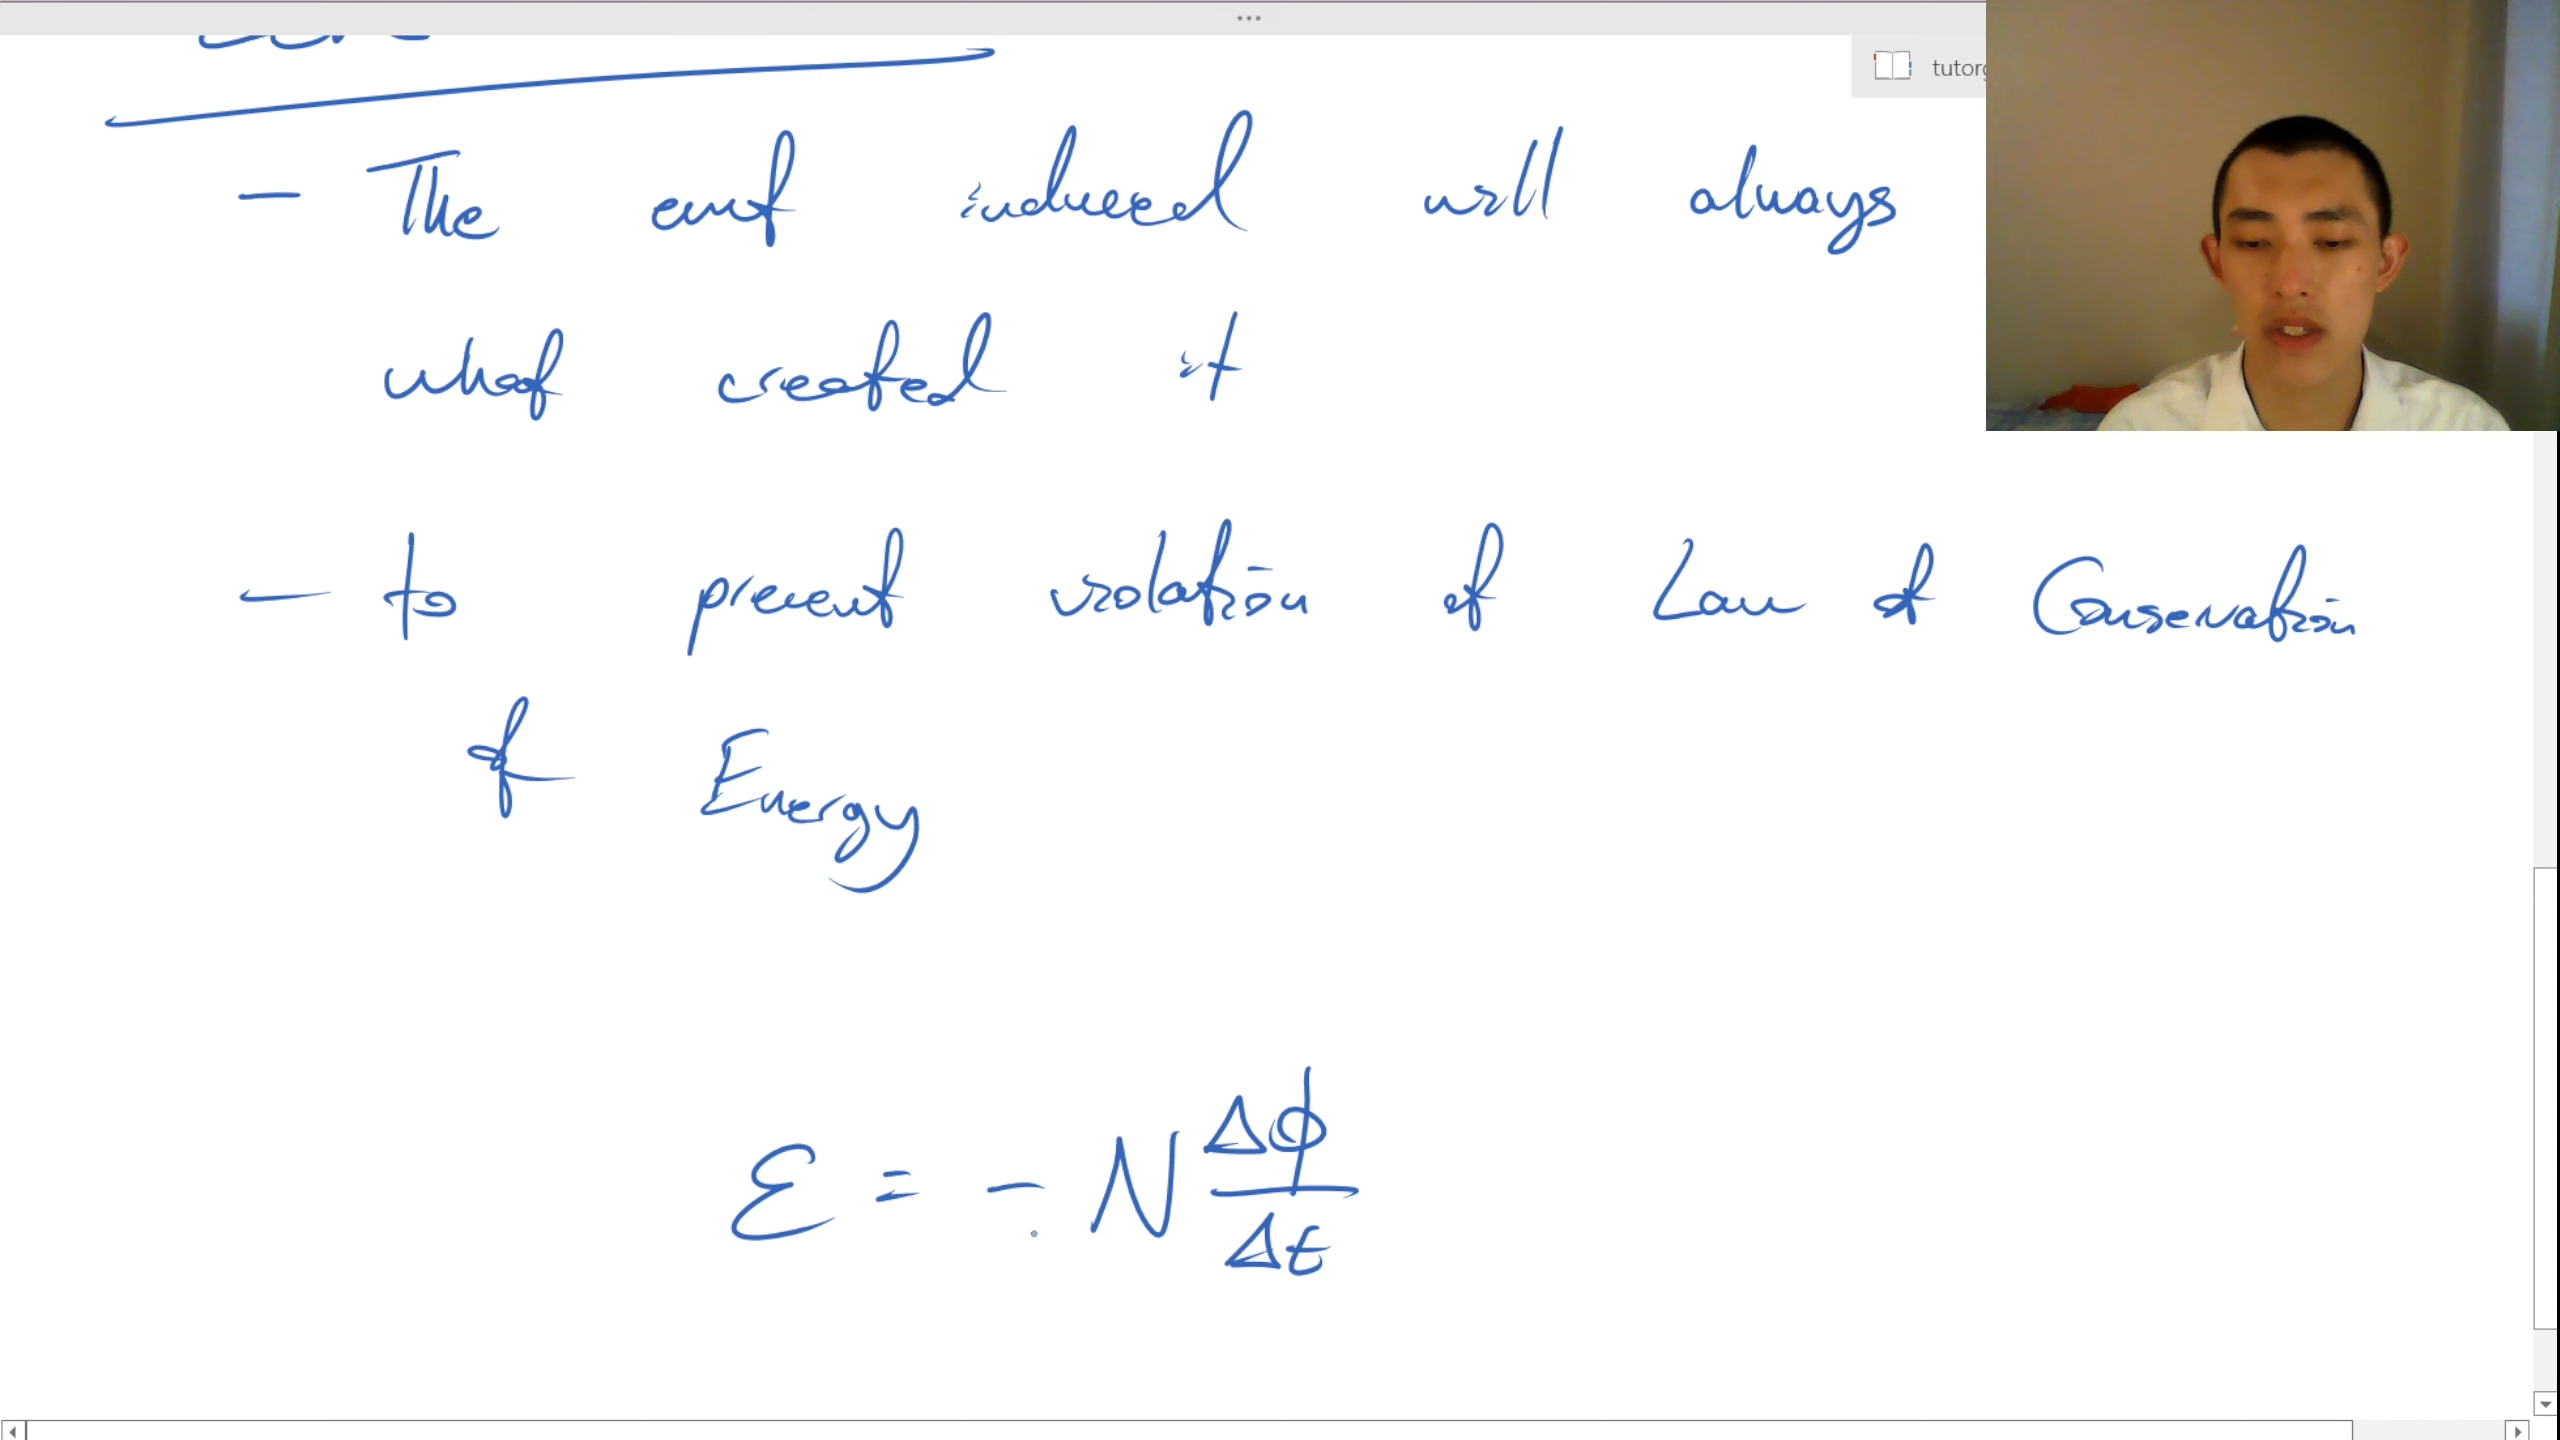 - The emf induced will always
what created it
- to prevent violation of Law of Conservation
of Energy
ε = - N Δφ/Δt